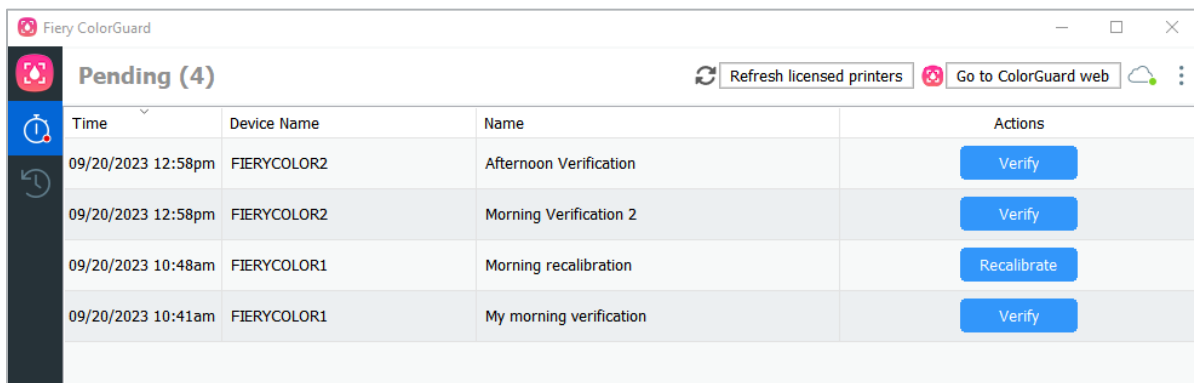 Fiery ColorGuard
Pending (4)
Refresh licensed printers
Go to ColorGuard web
Time Device Name Name Actions
09/20/2023 12:58pm FIERYCOLOR2 Afternoon Verification Verify
09/20/2023 12:58pm FIERYCOLOR2 Morning Verification 2 Verify
09/20/2023 10:48am FIERYCOLOR1 Morning recalibration Recalibrate
09/20/2023 10:41am FIERYCOLOR1 My morning verification Verify